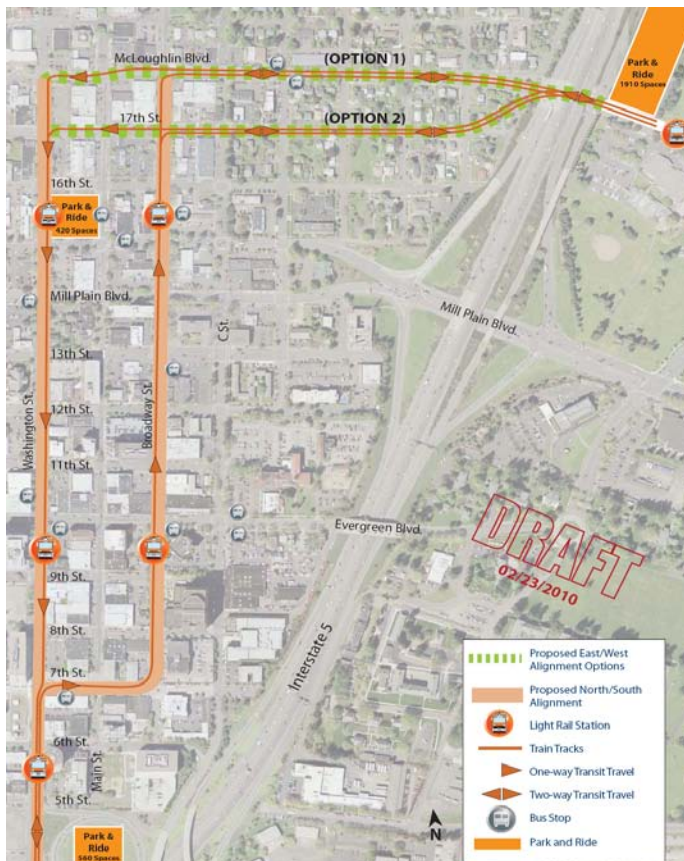 McLoughlin Blvd.
(OPTION 1)
Park &
Ride
1910 Spaces
17th St.
(OPTION 2)
16th St.
Park &
Ride
420 Spaces
Mill Plain Blvd.
Mill Plain Blvd.
C St.
13th St.
Washington St.
Broadway St.
12th St.
11th St.
Evergreen Blvd.
DRAFT
02/23/2010
9th St.
8th St.
7th St.
Interstate 5
6th St.
Main St.
5th St.
Park &
Ride
560 Spaces
N
Proposed East/West
Alignment Options
Proposed North/South
Alignment
Light Rail Station
Train Tracks
One-way Transit Travel
Two-way Transit Travel
Bus Stop
Park and Ride